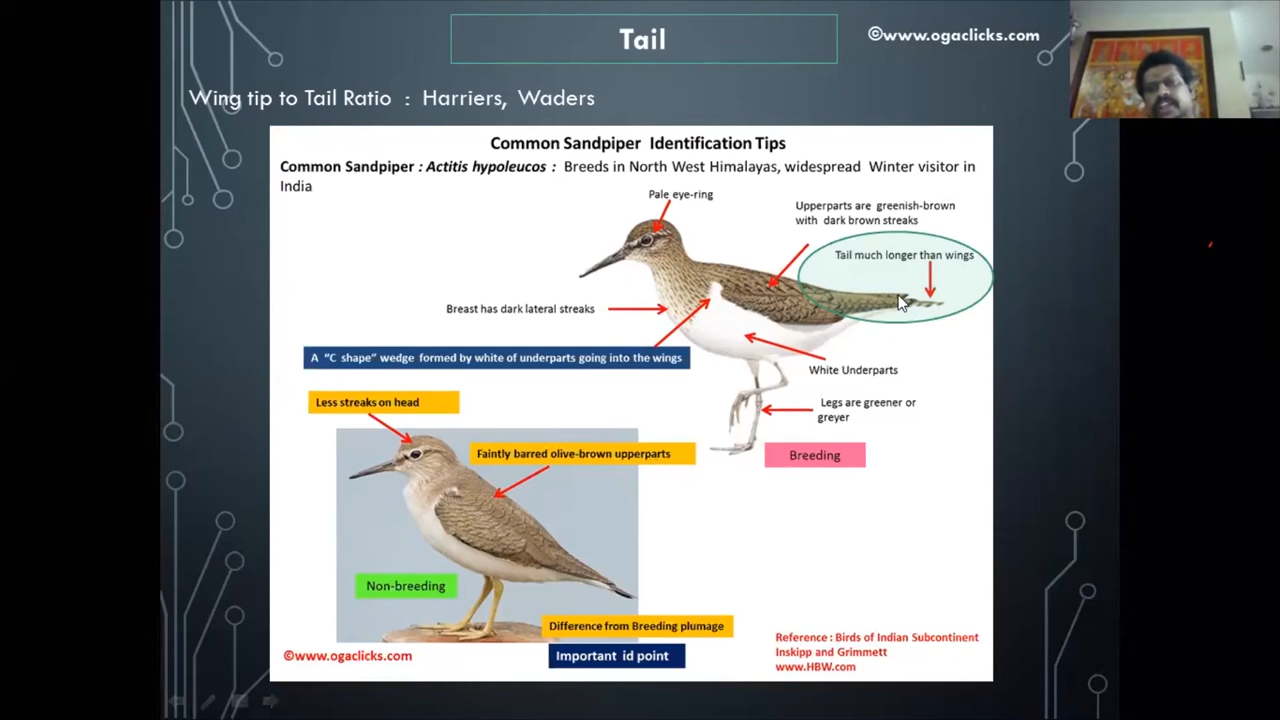 Tail
©www.ogaclicks.com
Wing tip to Tail Ratio : Harriers, Waders
Common Sandpiper Identification Tips
Common Sandpiper : Actitis hypoleucos : Breeds in North West Himalayas, widespread Winter visitor in
India
Pale eye-ring
Upperparts are greenish-brown
with dark brown streaks
Tail much longer than wings
Breast has dark lateral streaks
A "C shape" wedge formed by white of underparts going into the wings
White Underparts
Less streaks on head
Legs are greener or
greyer
Faintly barred olive-brown upperparts
Breeding
Non-breeding
Difference from Breeding plumage
Important id point
©www.ogaclicks.com
Reference : Birds of Indian Subcontinent
Inskipp and Grimmett
www.HBW.com